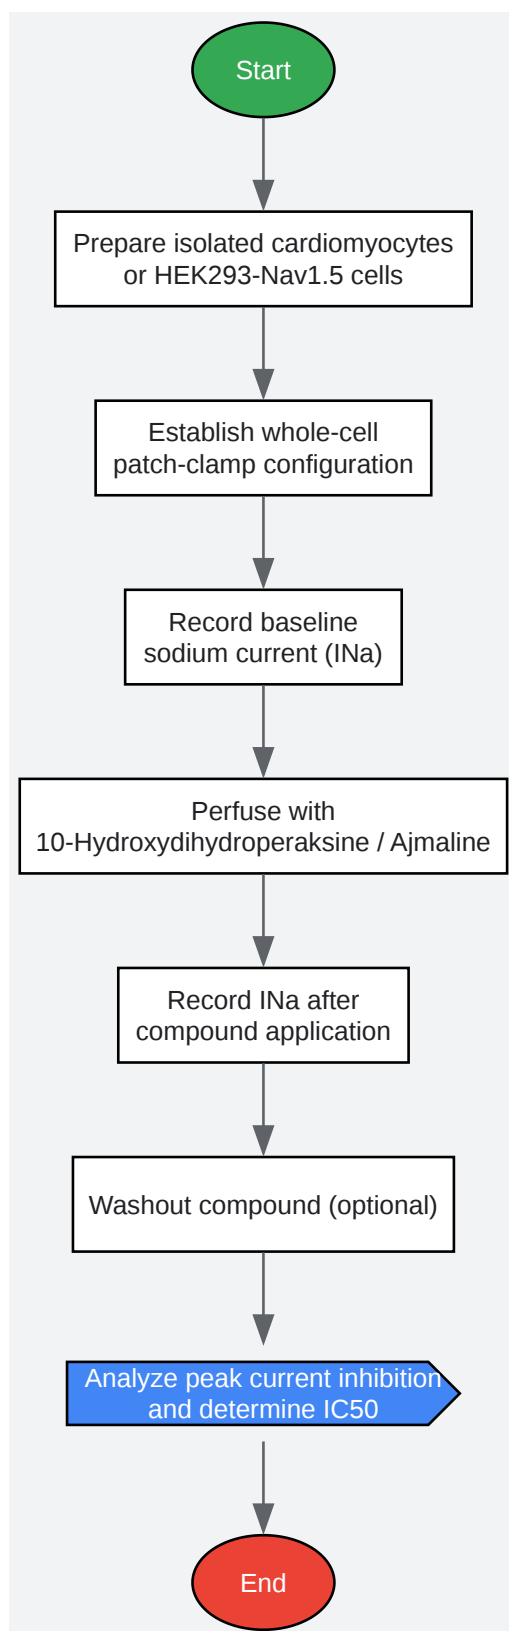 Start
Prepare isolated cardiomyocytes
or HEK293-Nav1.5 cells
Establish whole-cell
patch-clamp configuration
Record baseline
sodium current (INa)
Perfuse with
10-Hydroxydihydroperaksine / Ajmaline
Record INa after
compound application
Washout compound (optional)
Analyze peak current inhibition
and determine IC50
End